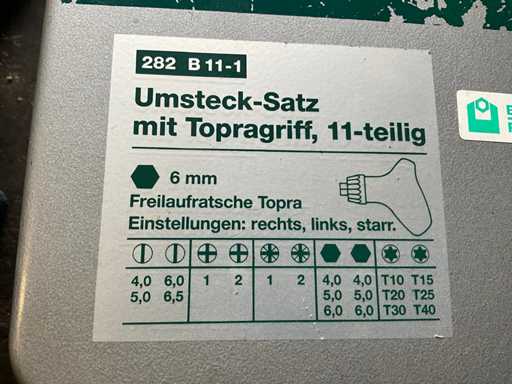 282 B 11-1
Umsteck-Satz
mit Topragriff, 11-teilig
6 mm
Freilaufratsche Topra
Einstellungen: rechts, links, starr.
4,0 6,0 1 2 1 2 4,0 4,0 T10 T15
5,0 6,5 5,0 5,0 T20 T25
6,0 6,0 T30 T40